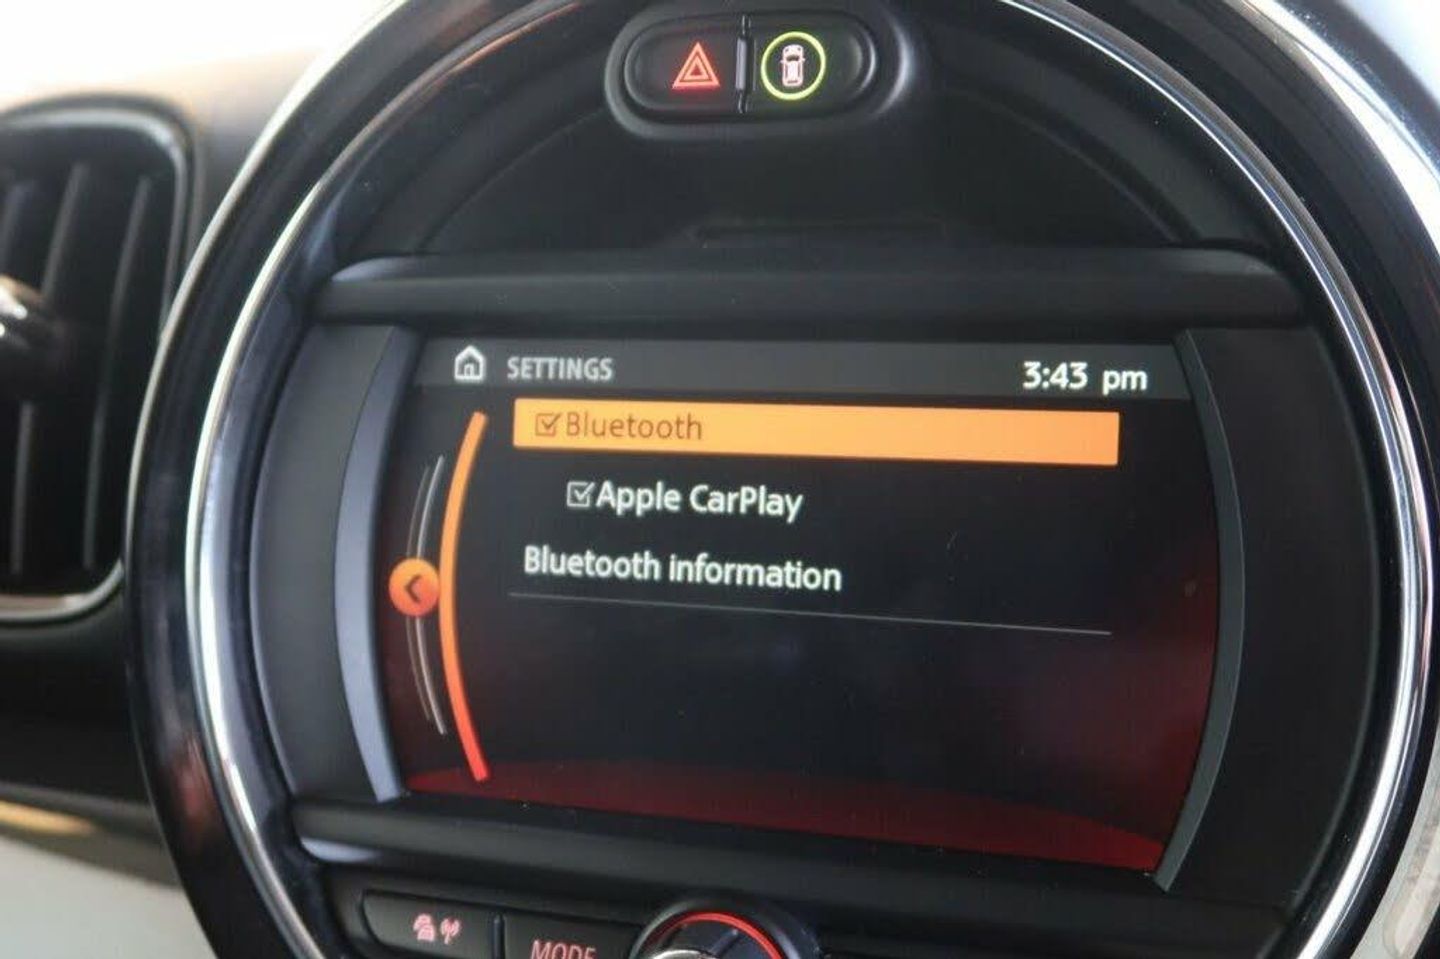 SETTINGS 3:43 pm
Bluetooth
Apple CarPlay
Bluetooth information
MODE